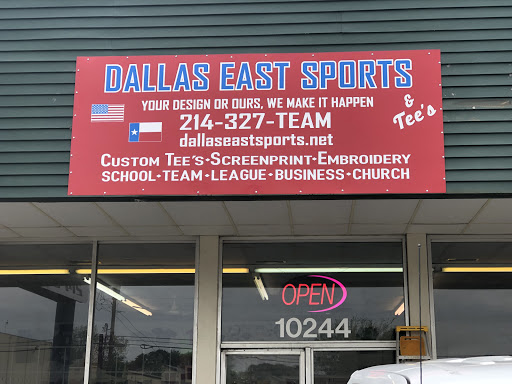 DALLAS EAST SPORTS
& Tee's
YOUR DESIGN OR OURS, WE MAKE IT HAPPEN
214-327-TEAM
dallaseastsports.net
CUSTOM TEE'S·SCREENPRINT·EMBROIDERY
SCHOOL·TEAM·LEAGUE·BUSINESS·CHURCH
OPEN
10244